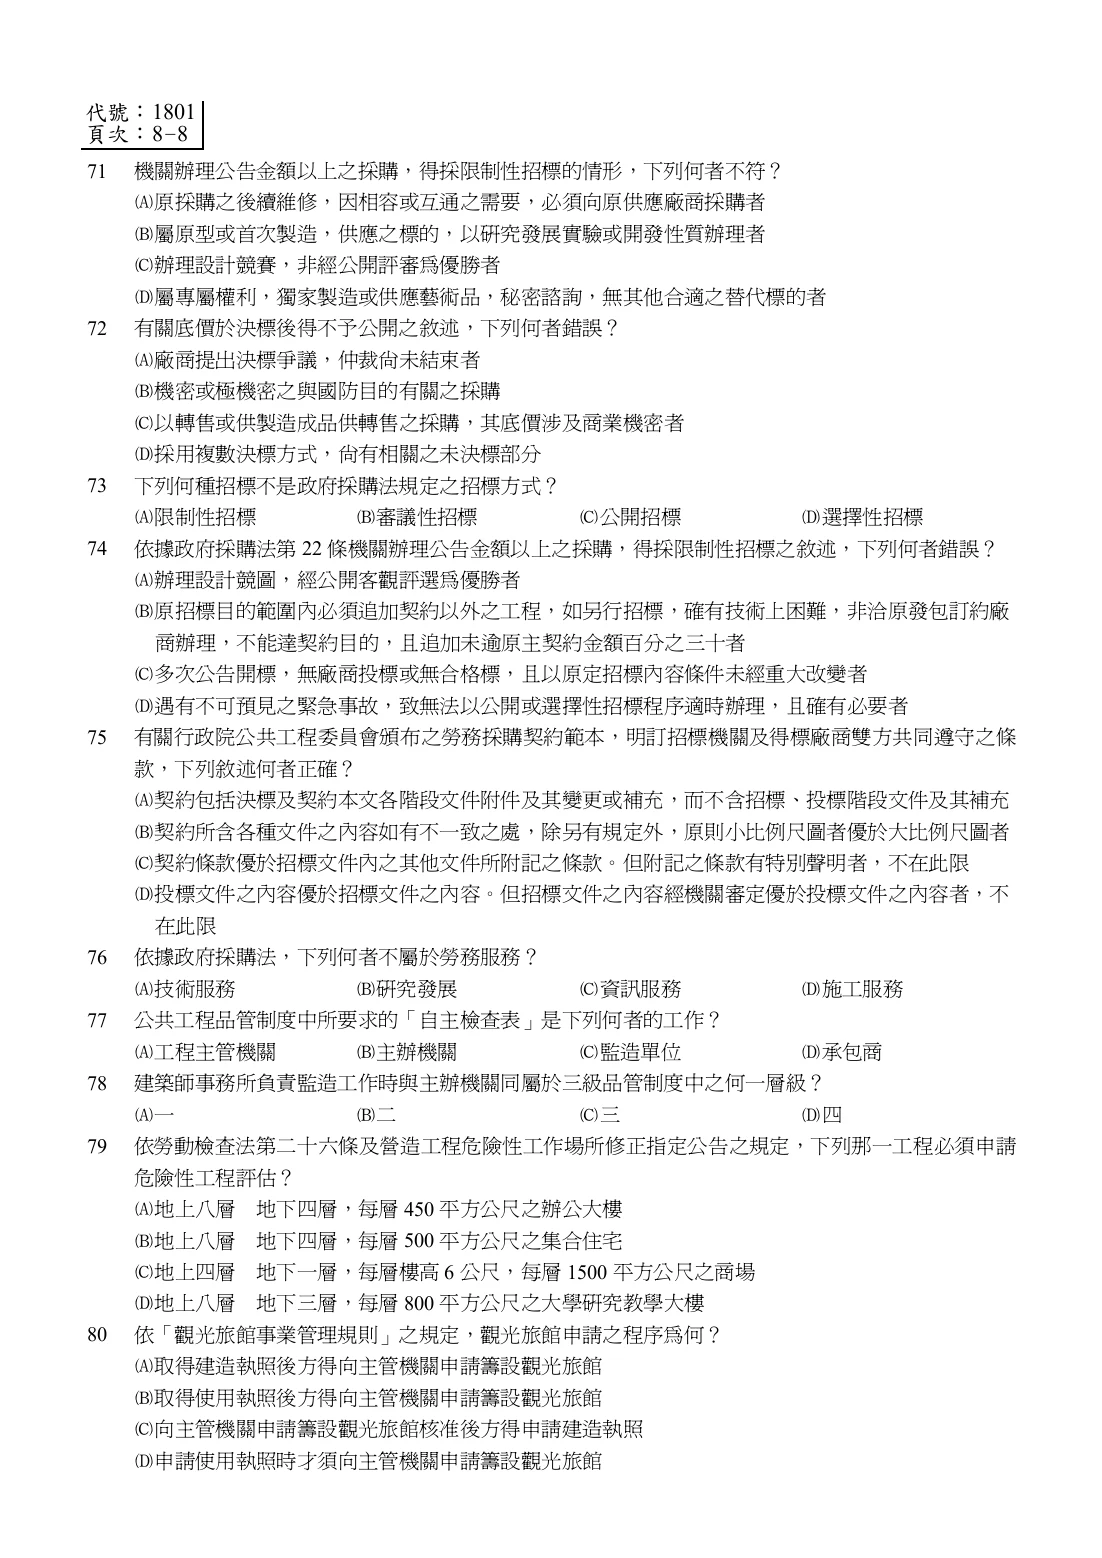 代號：1801
頁次：8－8
71 機關辦理公告金額以上之採購，得採限制性招標的情形，下列何者不符？
(A)原採購之後續維修，因相容或互通之需要，必須向原供應廠商採購者
(B)屬原型或首次製造，供應之標的，以研究發展實驗或開發性質辦理者
(C)辦理設計競賽，非經公開評審為優勝者
(D)屬專屬權利，獨家製造或供應藝術品，秘密諮詢，無其他合適之替代標的者
72 有關底價於決標後得不予公開之敘述，下列何者錯誤？
(A)廠商提出決標爭議，仲裁尚未結束者
(B)機密或極機密之與國防目的有關之採購
(C)以轉售或供製造成品供轉售之採購，其底價涉及商業機密者
(D)採用複數決標方式，尚有相關之未決標部分
73 下列何種招標不是政府採購法規定之招標方式？
(A)限制性招標 (B)審議性招標 (C)公開招標 (D)選擇性招標
74 依據政府採購法第 22 條機關辦理公告金額以上之採購，得採限制性招標之敘述，下列何者錯誤？
(A)辦理設計競圖，經公開客觀評選為優勝者
(B)原招標目的範圍內必須追加契約以外之工程，如另行招標，確有技術上困難，非洽原發包訂約廠
商辦理，不能達契約目的，且追加未逾原主契約金額百分之三十者
(C)多次公告開標，無廠商投標或無合格標，且以原定招標內容條件未經重大改變者
(D)遇有不可預見之緊急事故，致無法以公開或選擇性招標程序適時辦理，且確有必要者
75 有關行政院公共工程委員會頒布之勞務採購契約範本，明訂招標機關及得標廠商雙方共同遵守之條
款，下列敘述何者正確？
(A)契約包括決標及契約本文各階段文件附件及其變更或補充，而不含招標、投標階段文件及其補充
(B)契約所含各種文件之內容如有不一致之處，除另有規定外，原則小比例尺圖者優於大比例尺圖者
(C)契約條款優於招標文件內之其他文件所附記之條款。但附記之條款有特別聲明者，不在此限
(D)投標文件之內容優於招標文件之內容。但招標文件之內容經機關審定優於投標文件之內容者，不
在此限
76 依據政府採購法，下列何者不屬於勞務服務？
(A)技術服務 (B)研究發展 (C)資訊服務 (D)施工服務
77 公共工程品管制度中所要求的「自主檢查表」是下列何者的工作？
(A)工程主管機關 (B)主辦機關 (C)監造單位 (D)承包商
78 建築師事務所負責監造工作時與主辦機關同屬於三級品管制度中之何一層級？
(A)一 (B)二 (C)三 (D)四
79 依勞動檢查法第二十六條及營造工程危險性工作場所修正指定公告之規定，下列那一工程必須申請
危險性工程評估？
(A)地上八層　地下四層，每層 450 平方公尺之辦公大樓
(B)地上八層　地下四層，每層 500 平方公尺之集合住宅
(C)地上四層　地下一層，每層樓高 6 公尺，每層 1500 平方公尺之商場
(D)地上八層　地下三層，每層 800 平方公尺之大學研究教學大樓
80 依「觀光旅館事業管理規則」之規定，觀光旅館申請之程序為何？
(A)取得建造執照後方得向主管機關申請籌設觀光旅館
(B)取得使用執照後方得向主管機關申請籌設觀光旅館
(C)向主管機關申請籌設觀光旅館核准後方得申請建造執照
(D)申請使用執照時才須向主管機關申請籌設觀光旅館